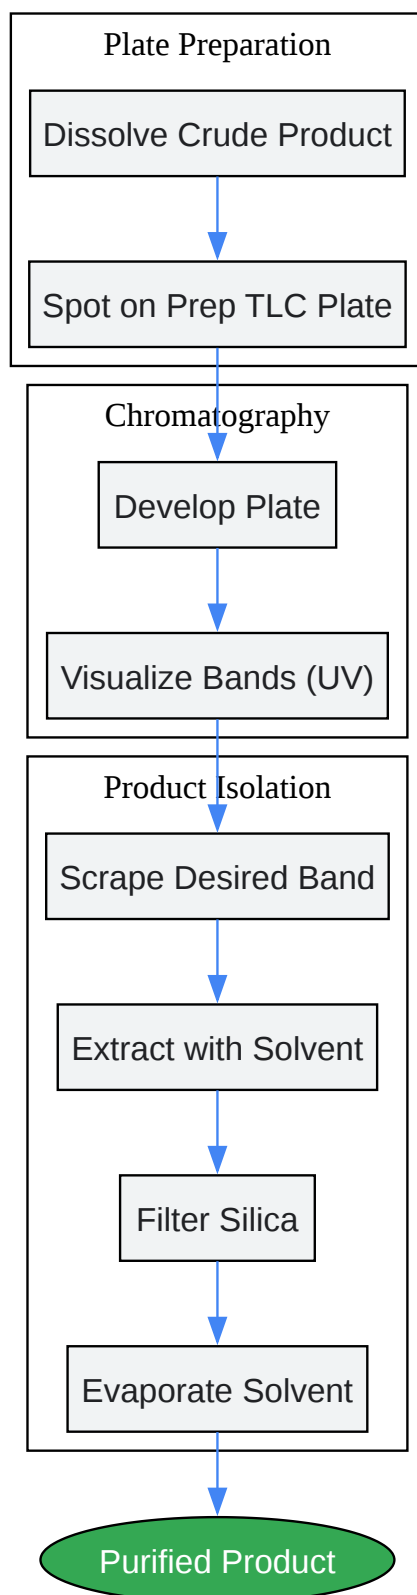 Plate Preparation
Dissolve Crude Product
Spot on Prep TLC Plate
Chromatography
Develop Plate
Visualize Bands (UV)
Product Isolation
Scrape Desired Band
Extract with Solvent
Filter Silica
Evaporate Solvent
Purified Product